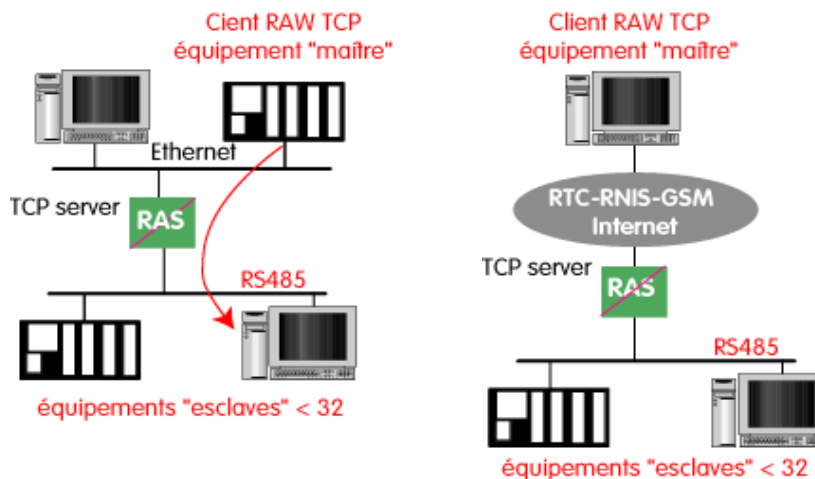 Cient RAW TCP
équipement "maître"
Ethernet
TCP server
RAS
RS485
équipements "esclaves" < 32
Client RAW TCP
équipement "maître"
RTC-RNIS-GSM
Internet
TCP server
RAS
RS485
équipements "esclaves" < 32